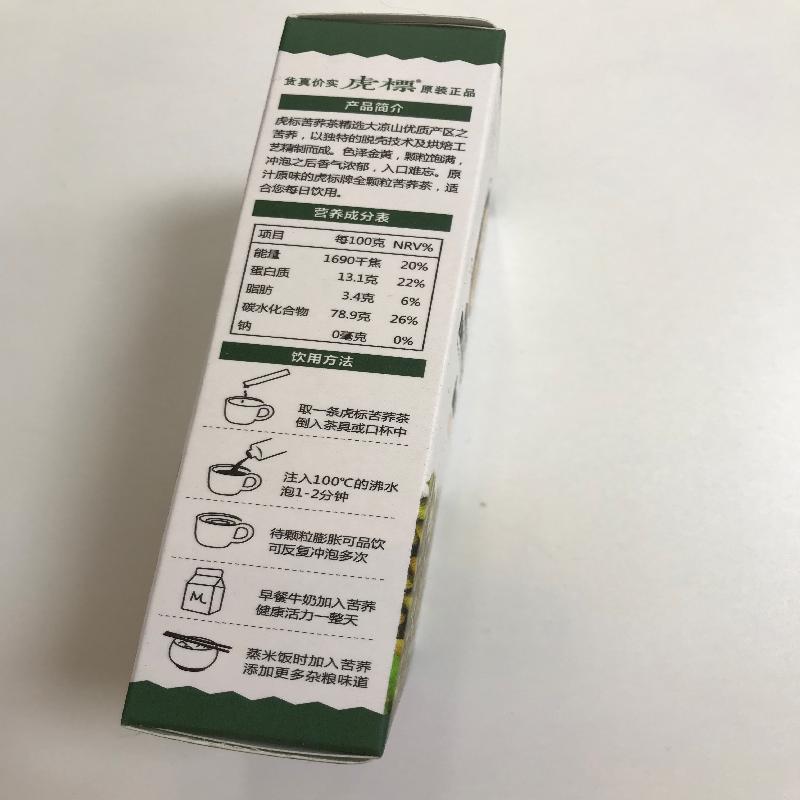 货真价实 虎標® 原装正品
产品简介
虎标苦荞茶精选大凉山优质产区之
苦荞，以独特的脱壳技术及烘焙工
艺精制而成。色泽金黄，颗粒饱满，
冲泡之后香气浓郁，入口难忘。原
汁原味的虎标牌全颗粒苦荞茶，适
合您每日饮用。
营养成分表
项目 每100克 NRV%
能量 1690千焦 20%
蛋白质 13.1克 22%
脂肪 3.4克 6%
碳水化合物 78.9克 26%
钠 0毫克 0%
饮用方法
取一条虎标苦荞茶
倒入茶具或口杯中
注入100℃的沸水
泡1-2分钟
待颗粒膨胀可品饮
可反复冲泡多次
M
早餐牛奶加入苦荞
健康活力一整天
蒸米饭时加入苦荞
添加更多杂粮味道